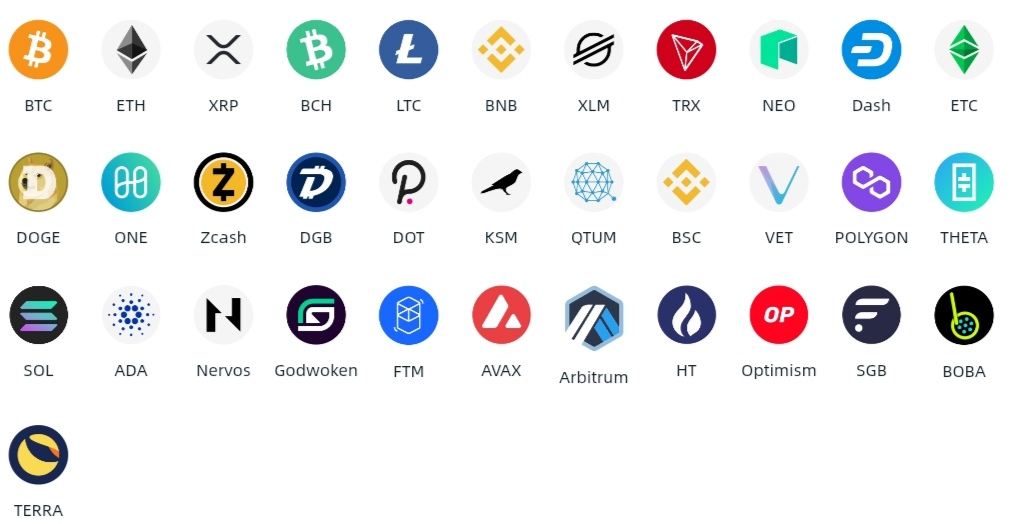 BTC ETH XRP BCH LTC BNB XLM TRX NEO Dash ETC
DOGE ONE Zcash DGB DOT KSM QTUM BSC VET POLYGON THETA
OP
SOL ADA Nervos Godwoken FTM AVAX Arbitrum HT Optimism SGB BOBA
TERRA